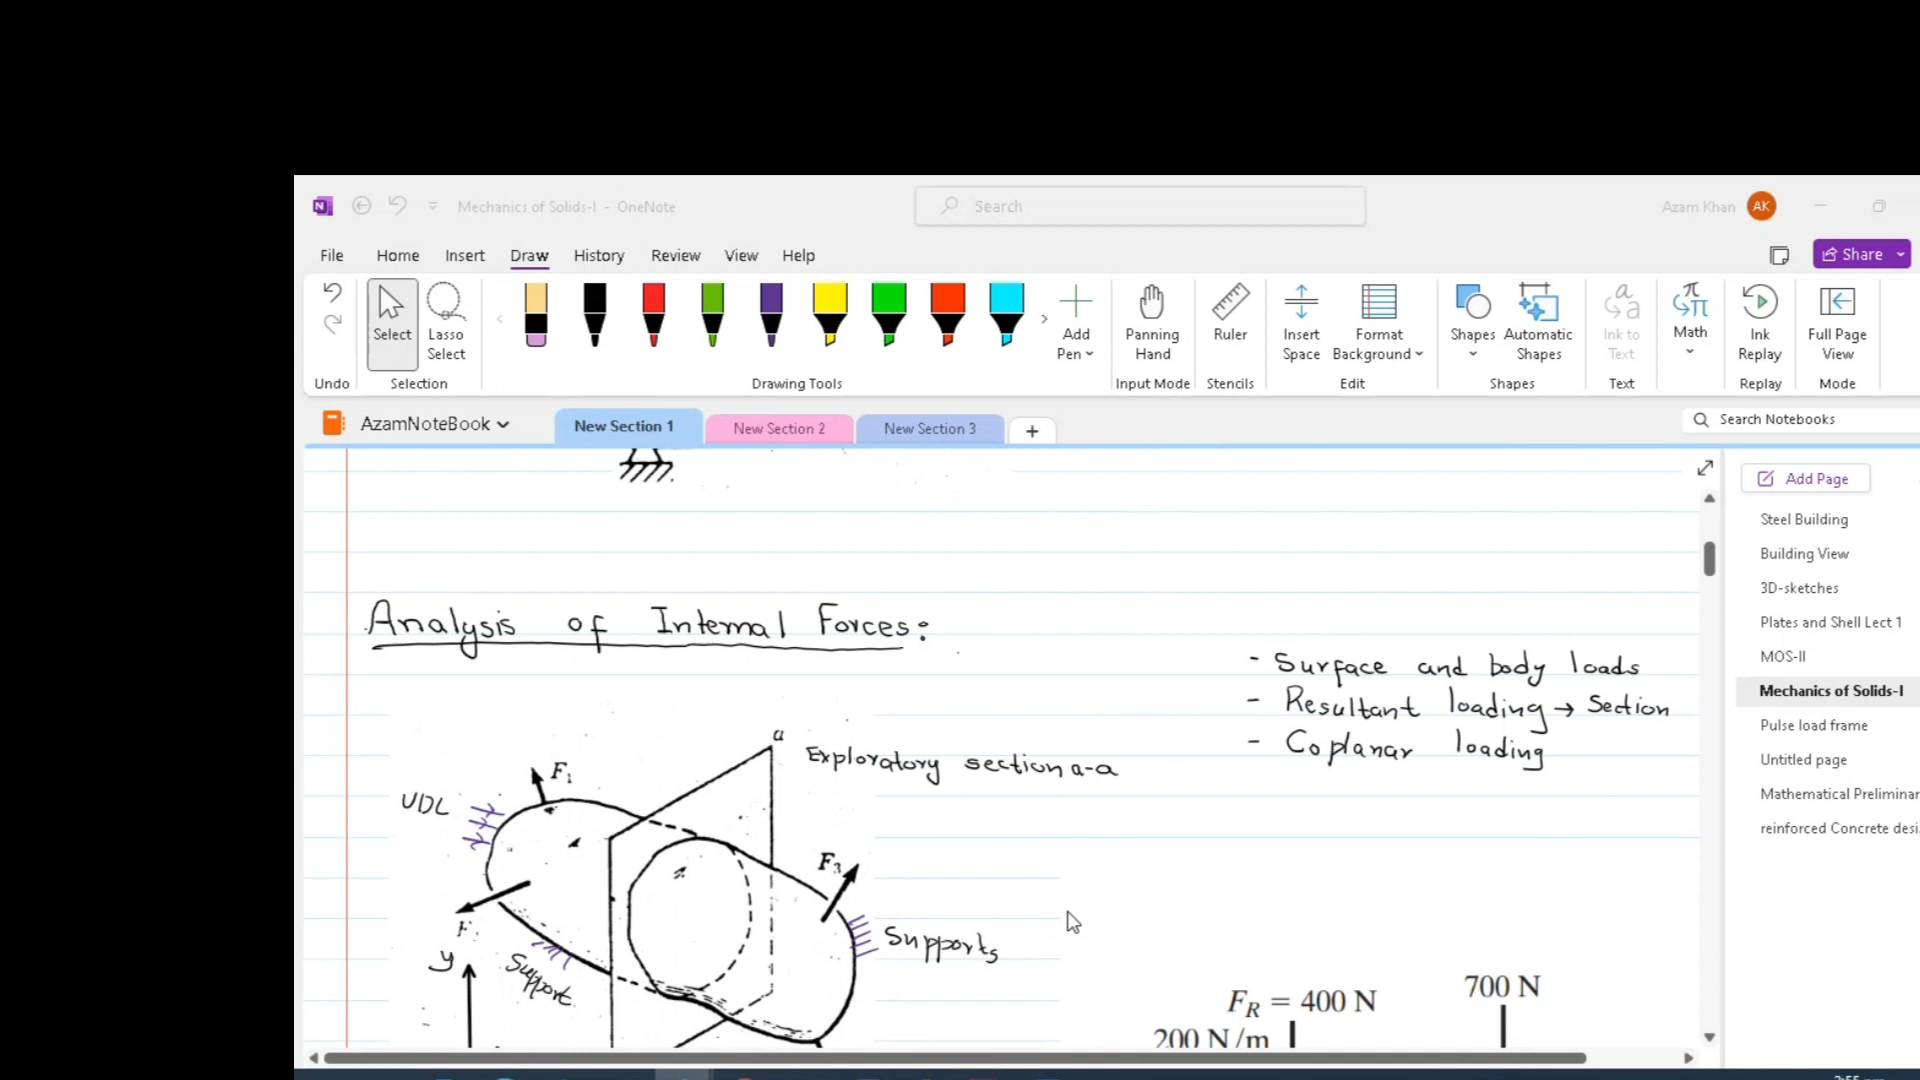 Mechanics of Solids-I - OneNote
Search
Azam Khan
AK
File Home Insert Draw History Review View Help
Share
Select
Lasso Select
Add Pen
Panning Hand
Ruler
Insert Space
Format Background
Shapes
Automatic Shapes
Ink to Text
Math
Ink Replay
Full Page View
Undo Selection Drawing Tools Input Mode Stencils Edit Shapes Text Replay Mode
AzamNoteBook
New Section 1
New Section 2
New Section 3
+
Search Notebooks
Add Page
Steel Building
Building View
3D-sketches
Plates and Shell Lect 1
MOS-II
Mechanics of Solids-I
Pulse load frame
Untitled page
Mathematical Preliminar
reinforced Concrete desi...
Analysis of Internal Forces:
- Surface and body loads
- Resultant loading → Section
- Coplanar loading
a
Exploratory section a-a
F₁
UDL
F₃
F
Supports
y
Support
F_R = 400 N
700 N
200 N/m